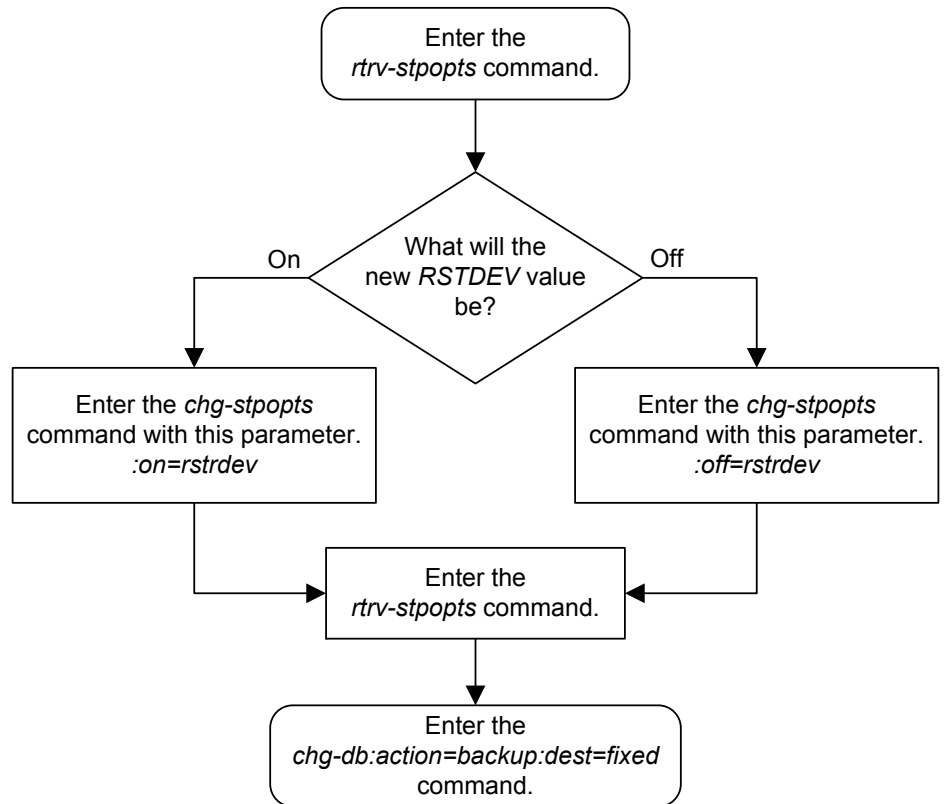 Enter the
rtrv-stpopts command.
What will the
new RSTDEV value
be?
On
Off
Enter the chg-stpopts
command with this parameter.
:on=rstrdev
Enter the chg-stpopts
command with this parameter.
:off=rstrdev
Enter the
rtrv-stpopts command.
Enter the
chg-db:action=backup:dest=fixed
command.